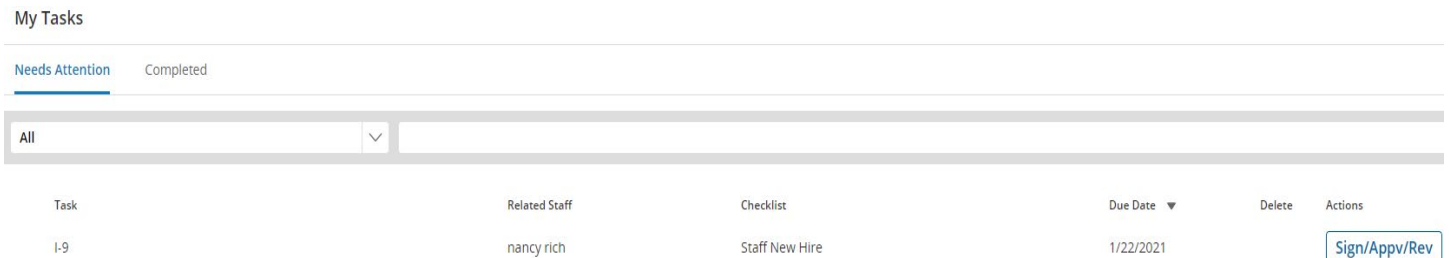 My Tasks
Needs Attention Completed
All
Task Related Staff Checklist Due Date Delete Actions
I-9 nancy rich Staff New Hire 1/22/2021 Sign/Appv/Rev